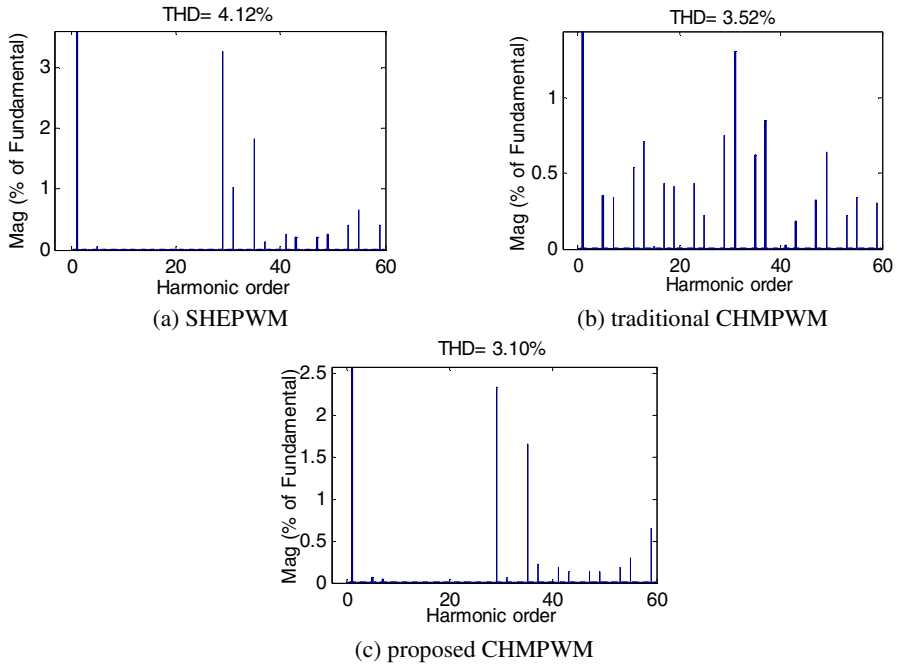 THD= 4.12%
Mag (% of Fundamental)
3
2
1
0
0 20 40 60
Harmonic order
(a) SHEPWM
THD= 3.52%
Mag (% of Fundamental)
1
0.5
0
0 20 40 60
Harmonic order
(b) traditional CHMPWM
THD= 3.10%
Mag (% of Fundamental)
2.5
2
1.5
1
0.5
0
0 20 40 60
Harmonic order
(c) proposed CHMPWM